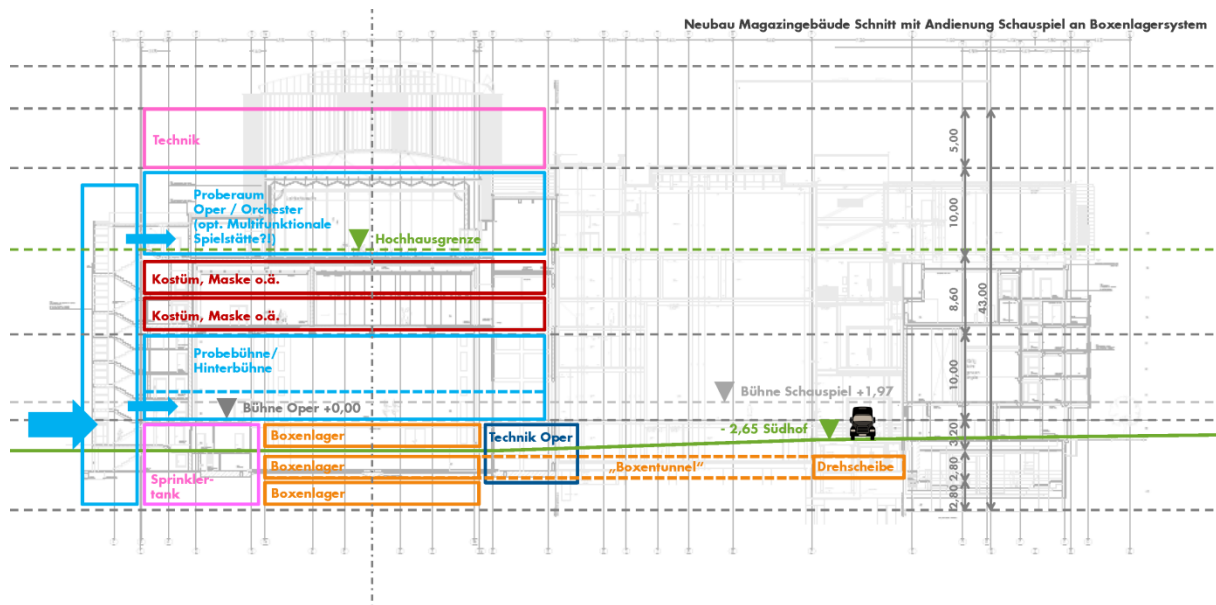 Neubau Magazingebäude Schnitt mit Andienung Schauspiel an Boxenlagersystem
Technik
5,00
Proberaum
Oper / Orchester
(opt. Multifunktionale
Spielstätte?!)
10,00
Hochhausgrenze
Kostüm, Maske o.ä.
8,60
43,00
Kostüm, Maske o.ä.
Probebühne/
Hinterbühne
10,00
Bühne Schauspiel +1,97
Bühne Oper +0,00
- 2,65 Südhof
Boxenlager
Technik Oper
3,20
Boxenlager
„Boxentunnel“
Drehscheibe
2,80
Sprinkler-
tank
Boxenlager
2,80